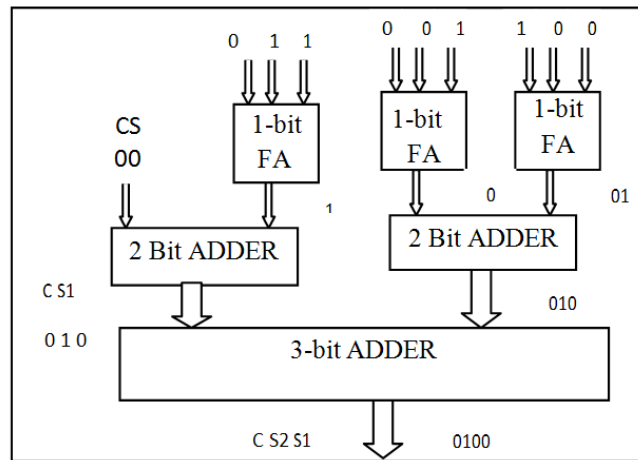 0 1 1
0 0 1
1 0 0
CS
00
1-bit
FA
1-bit
FA
1-bit
FA
1
0
01
2 Bit ADDER
2 Bit ADDER
C S1
010
0 1 0
3-bit ADDER
C S2 S1
0100